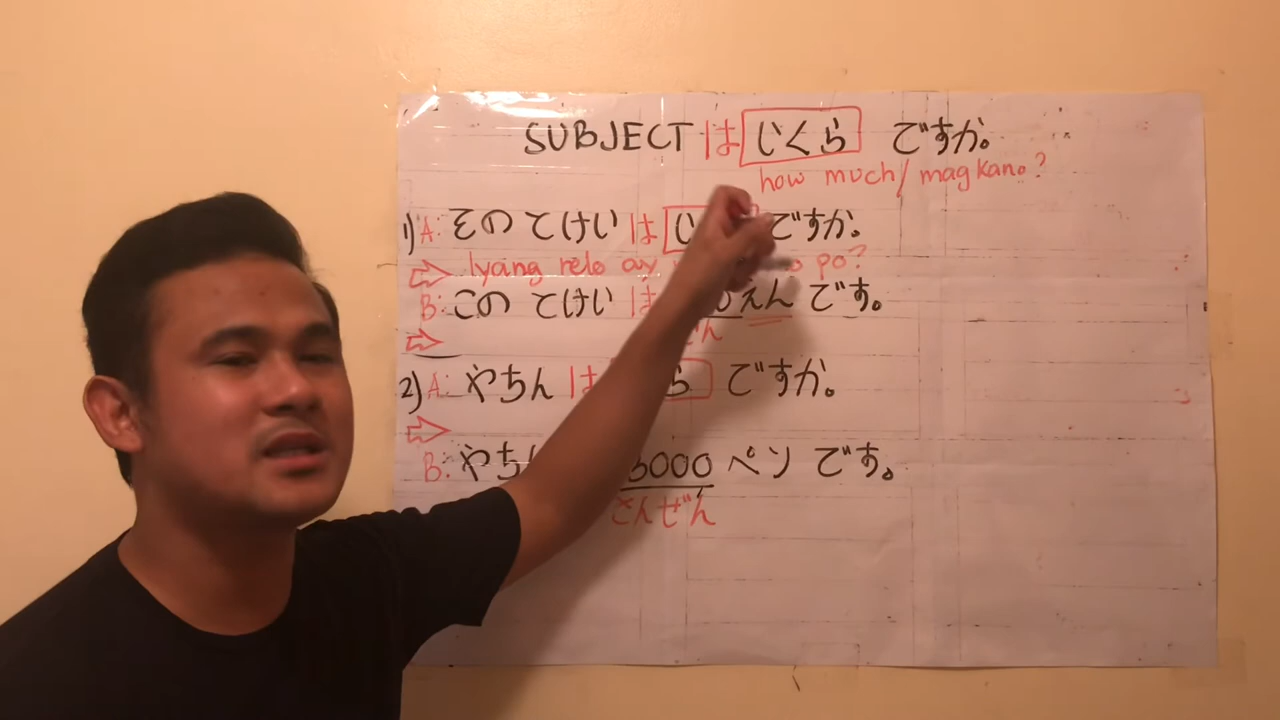 SUBJECT は いくら ですか。
how much/magkano?
1) A: その とけい は ですか。
Iyang relo ay po?
B: この とけい は えん です。
2) A: やちん は ら ですか。
B: やちん 3000 ペソ です。
さんぜん